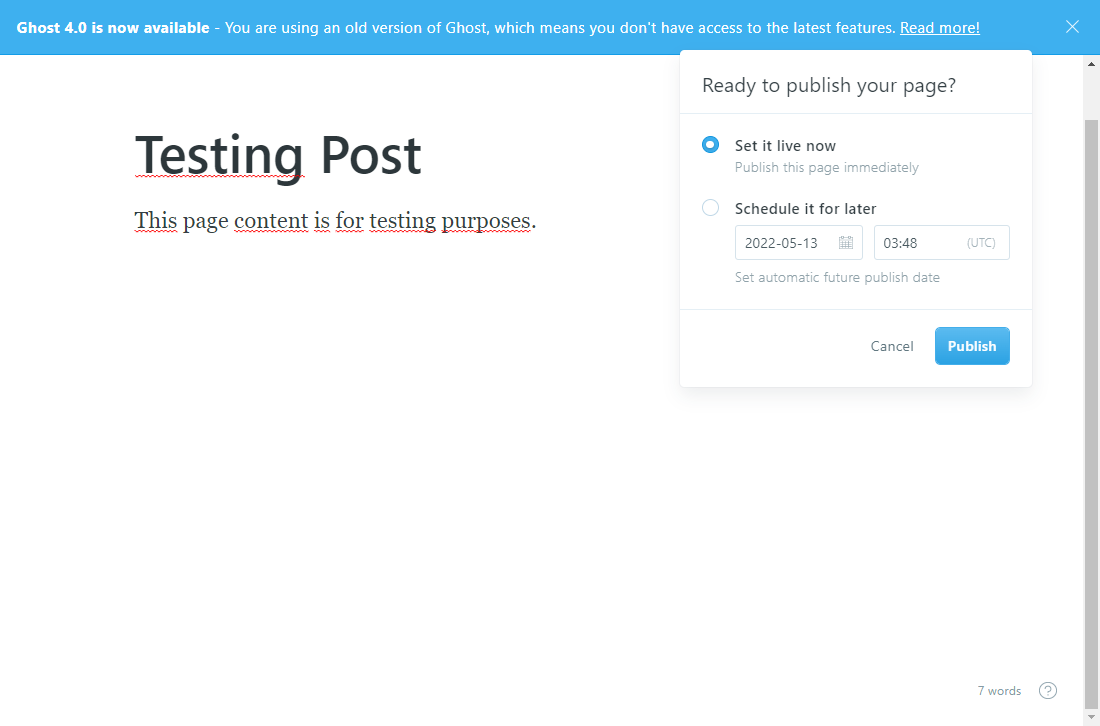 Ghost 4.0 is now available - You are using an old version of Ghost, which means you don't have access to the latest features. Read more!
Ready to publish your page?
Testing Post
This page content is for testing purposes.
Set it live now
Publish this page immediately
Schedule it for later
2022-05-13
03:48 (UTC)
Set automatic future publish date
Cancel
Publish
7 words
?